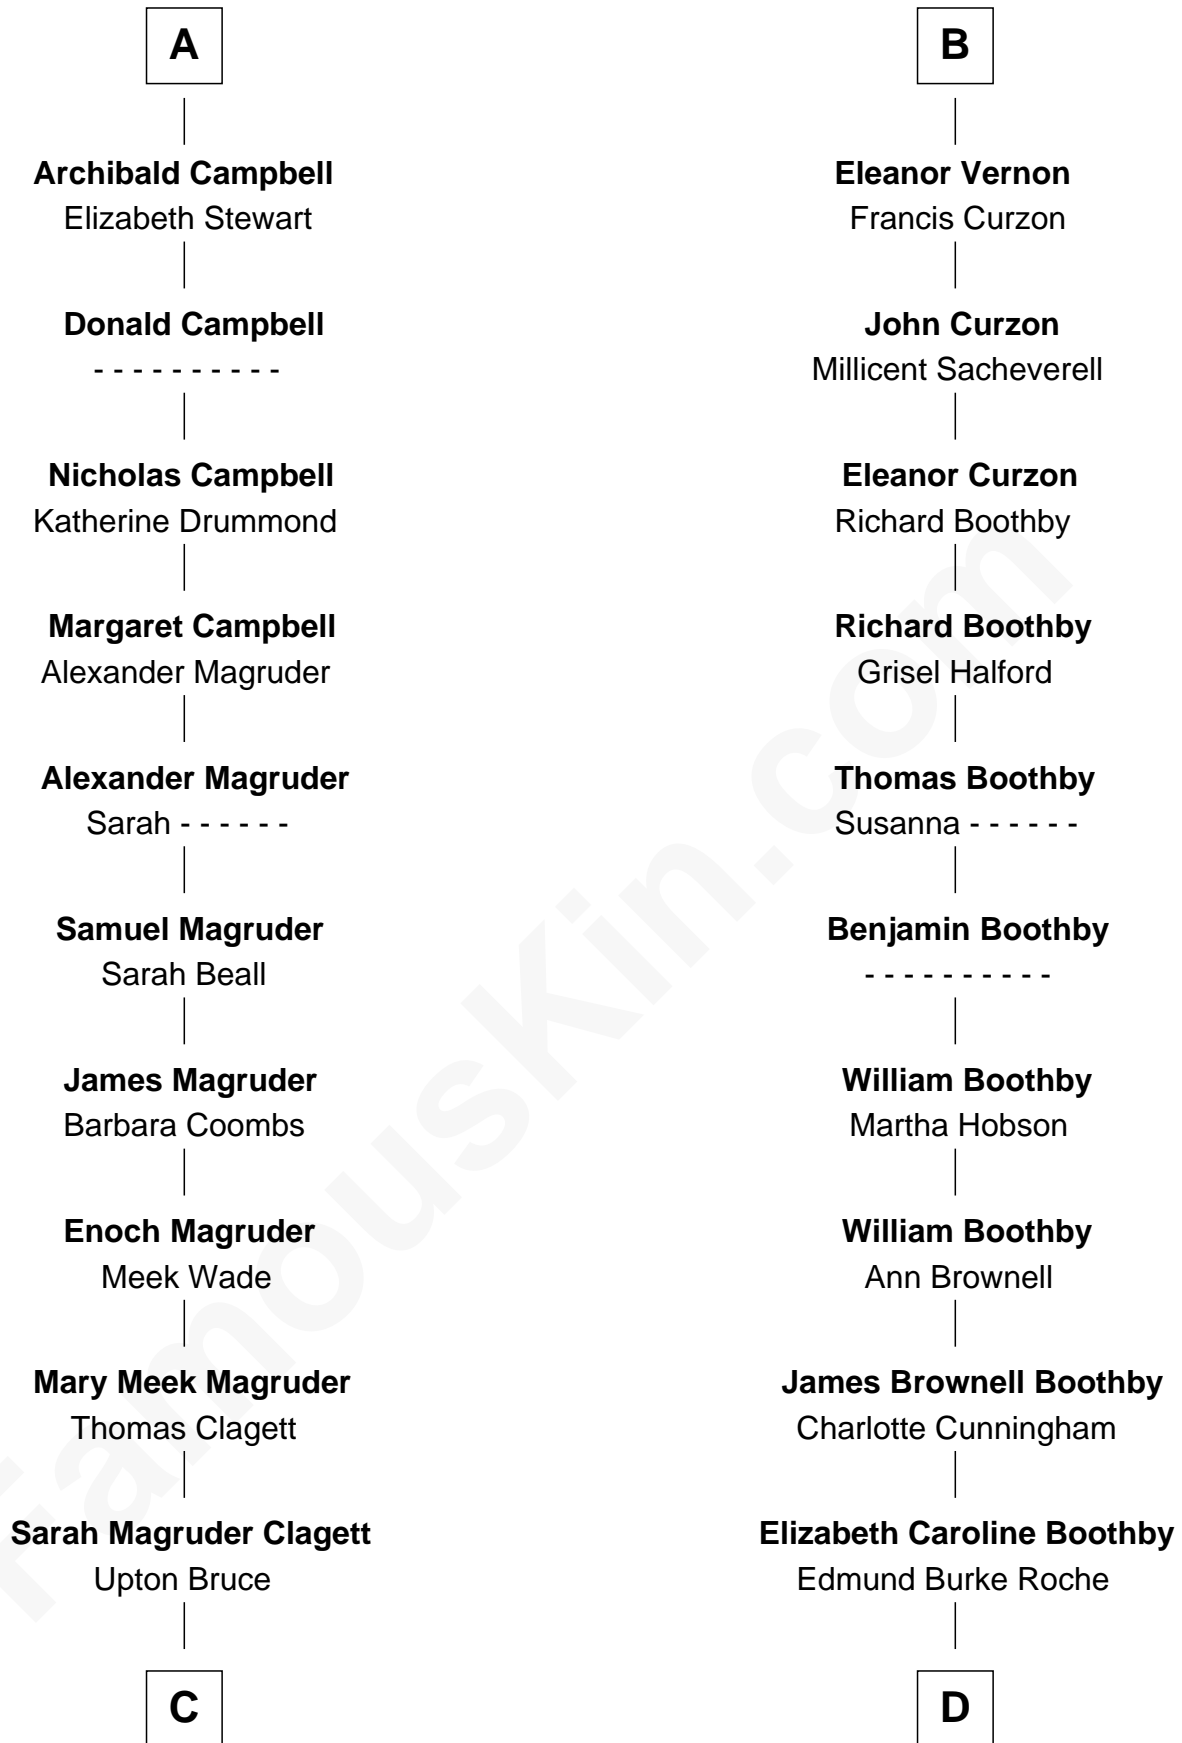 A
Archibald Campbell
Elizabeth Stewart
Donald Campbell
- - - - - - - - - -
Nicholas Campbell
Katherine Drummond
Margaret Campbell
Alexander Magruder
Alexander Magruder
Sarah - - - - - -
Samuel Magruder
Sarah Beall
James Magruder
Barbara Coombs
Enoch Magruder
Meek Wade
Mary Meek Magruder
Thomas Clagett
Sarah Magruder Clagett
Upton Bruce
C
B
Eleanor Vernon
Francis Curzon
John Curzon
Millicent Sacheverell
Eleanor Curzon
Richard Boothby
Richard Boothby
Grisel Halford
Thomas Boothby
Susanna - - - - - -
Benjamin Boothby
- - - - - - - - - -
William Boothby
Martha Hobson
William Boothby
Ann Brownell
James Brownell Boothby
Charlotte Cunningham
Elizabeth Caroline Boothby
Edmund Burke Roche
D
FamousKin.com